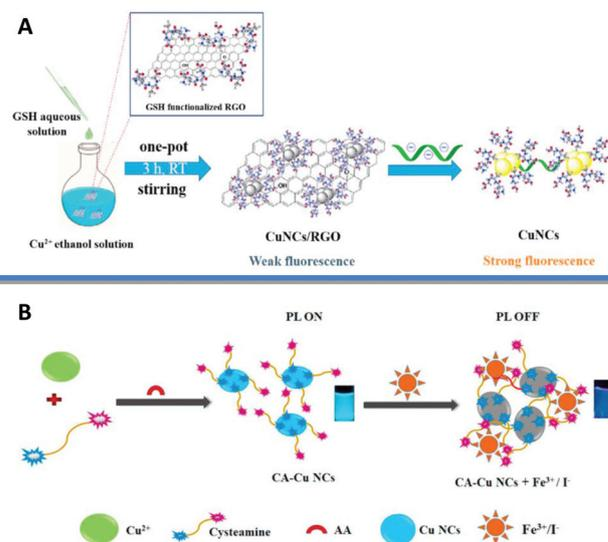 A
GSH functionalized RGO
GSH aqueous
solution
one-pot
3 h, RT
stirring
OH
Cu²⁺ ethanol solution
CuNCs/RGO
CuNCs
Weak fluorescence
Strong fluorescence
B
PL ON
PL OFF
AA
CA-Cu NCs
CA-Cu NCs + Fe³⁺/ I⁻
Cu²⁺
Cysteamine
AA
Cu NCs
Fe³⁺/I⁻